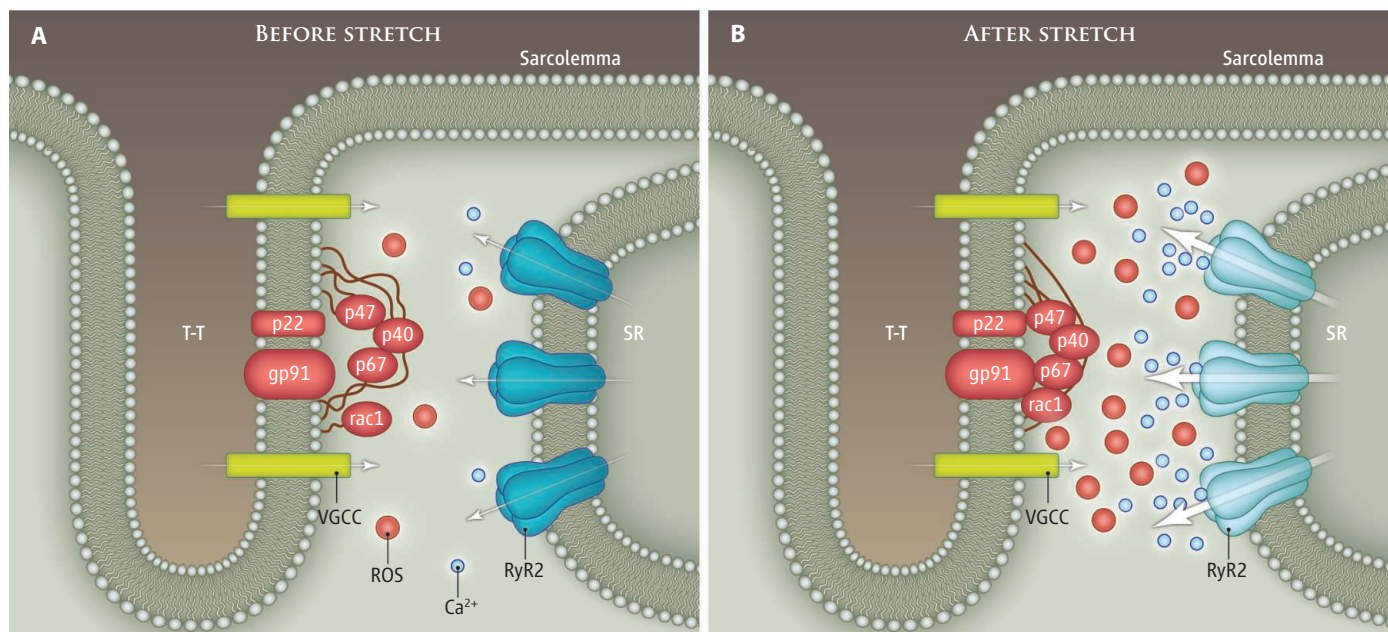 A
BEFORE STRETCH
Sarcolemma
T-T
p22
gp91
p47
p40
p67
rac1
SR
VGCC
ROS
Ca²⁺
RyR2
B
AFTER STRETCH
Sarcolemma
T-T
p22
gp91
p47
p40
p67
rac1
SR
VGCC
RyR2